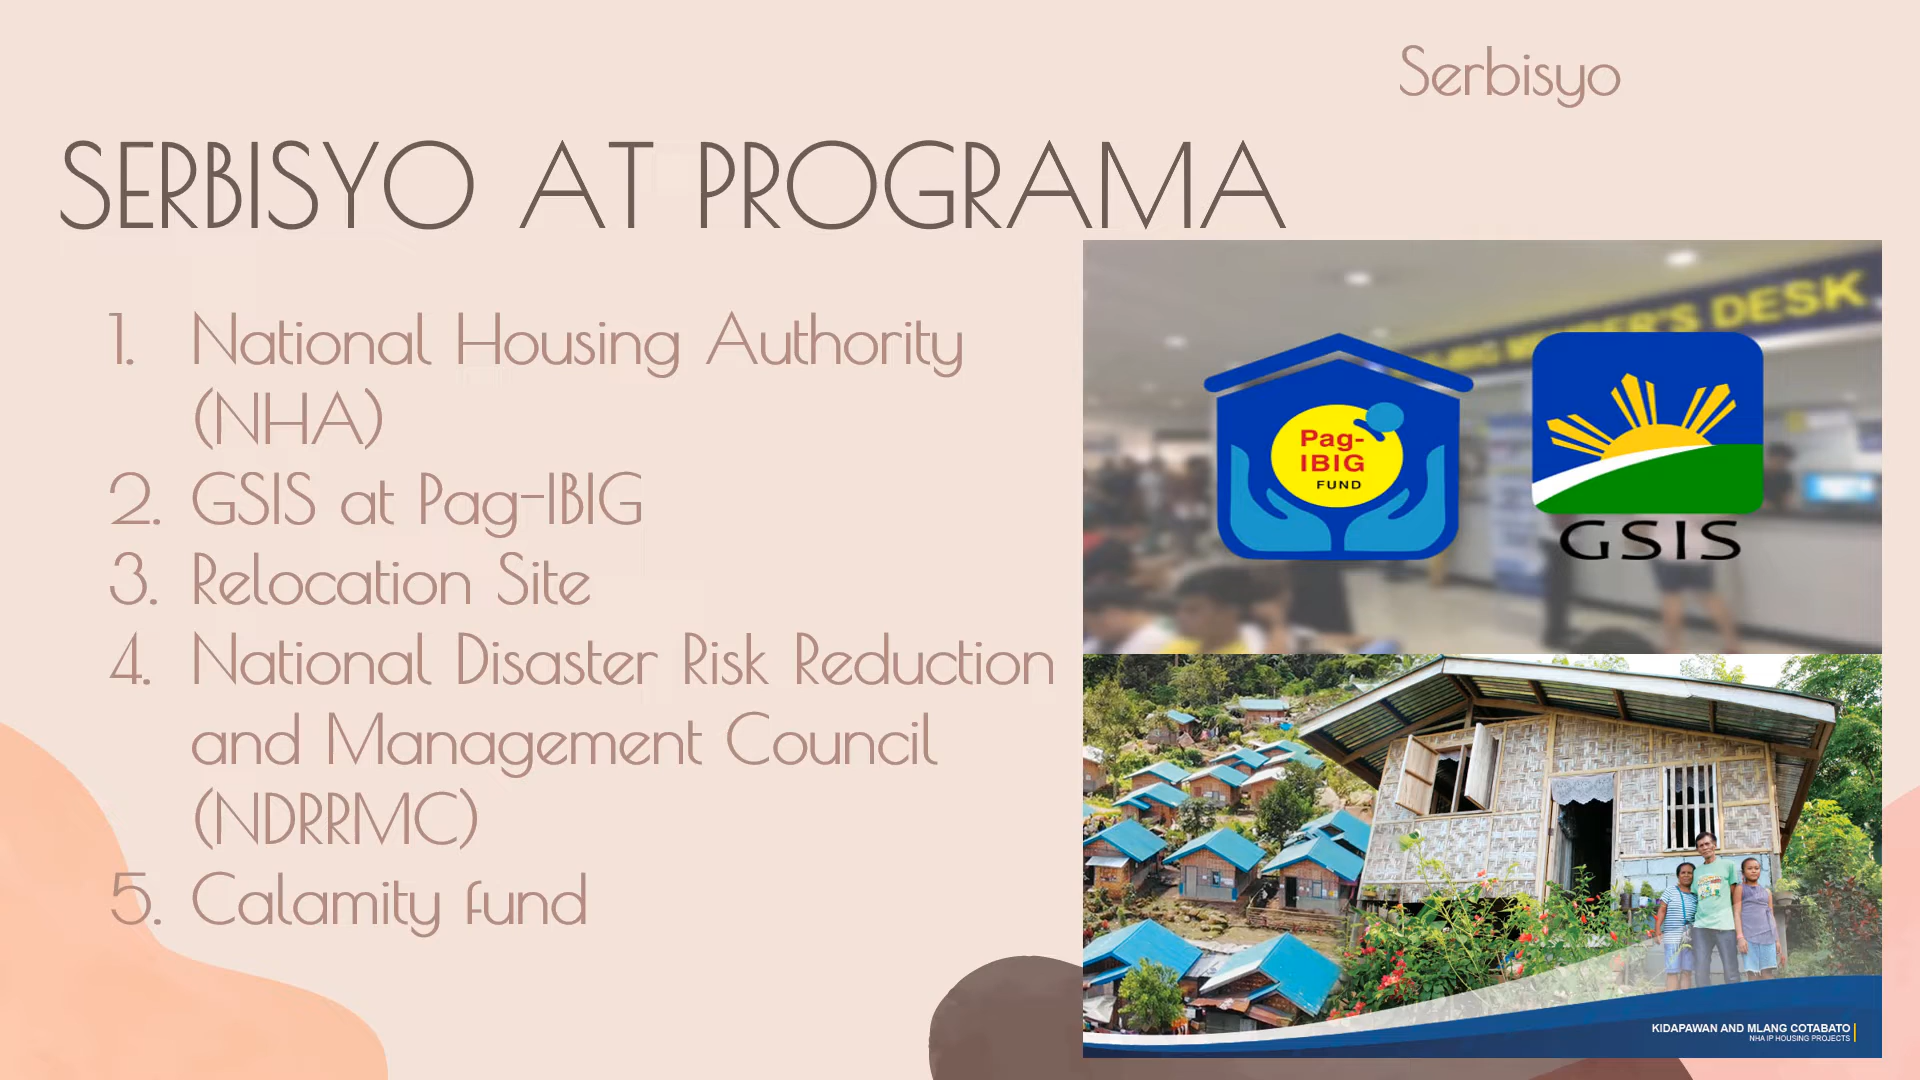 Serbisyo
SERBISYO AT PROGRAMA
1. National Housing Authority
(NHA)
2. GSIS at Pag-IBIG
3. Relocation Site
4. National Disaster Risk Reduction
and Management Council
(NDRRMC)
5. Calamity fund
DESK
Pag-
IBIG
FUND
GSIS
KIDAPAWAN AND MLANG COTABATO
NHA IP HOUSING PROJECTS